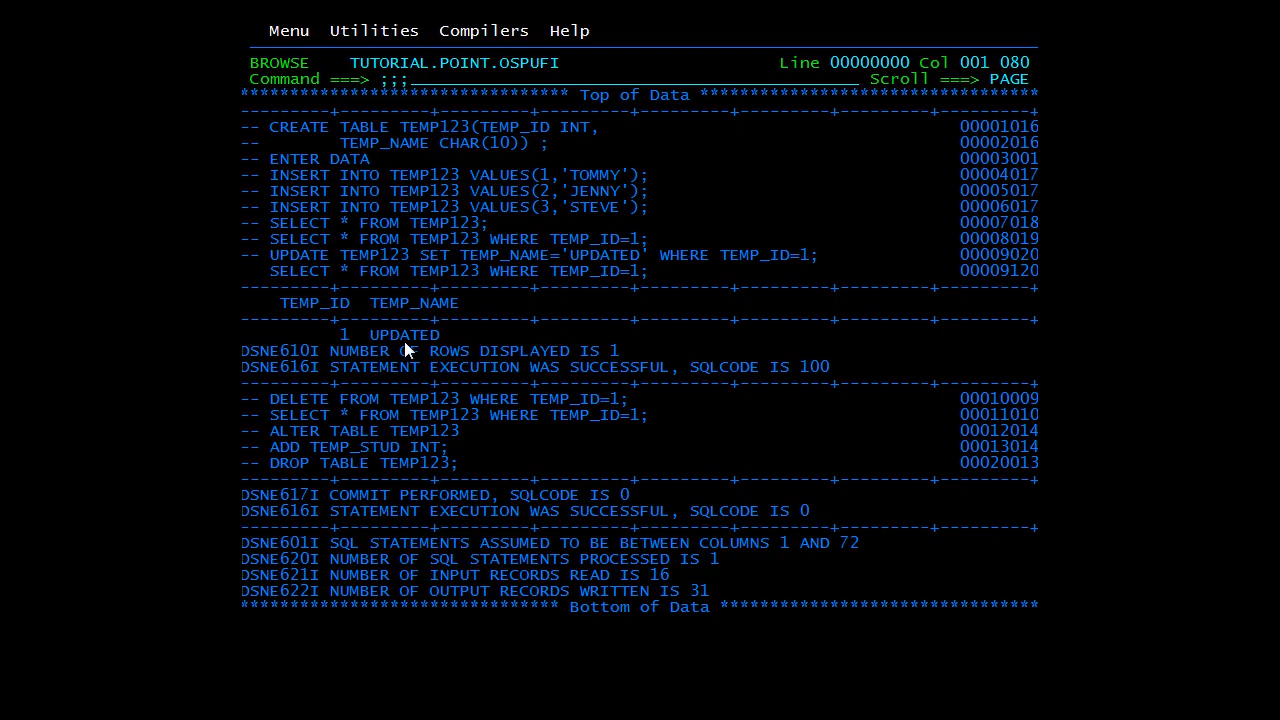 Menu  Utilities  Compilers  Help
BROWSE    TUTORIAL.POINT.OSPUFI                      Line 00000000 Col 001 080
Command ===> ;;;_____________________________________________ Scroll ===> PAGE
********************************* Top of Data **********************************
---------+---------+---------+---------+---------+---------+---------+---------+
-- CREATE TABLE TEMP123(TEMP_ID INT,                                    00001016
--        TEMP_NAME CHAR(10)) ;                                         00002016
-- ENTER DATA                                                           00003001
-- INSERT INTO TEMP123 VALUES(1,'TOMMY');                               00004017
-- INSERT INTO TEMP123 VALUES(2,'JENNY');                               00005017
-- INSERT INTO TEMP123 VALUES(3,'STEVE');                               00006017
-- SELECT * FROM TEMP123;                                               00007018
-- SELECT * FROM TEMP123 WHERE TEMP_ID=1;                               00008019
-- UPDATE TEMP123 SET TEMP_NAME='UPDATED' WHERE TEMP_ID=1;              00009020
   SELECT * FROM TEMP123 WHERE TEMP_ID=1;                               00009120
---------+---------+---------+---------+---------+---------+---------+---------+
    TEMP_ID  TEMP_NAME
---------+---------+---------+---------+---------+---------+---------+---------+
          1  UPDATED
DSNE610I NUMBER OF ROWS DISPLAYED IS 1
DSNE616I STATEMENT EXECUTION WAS SUCCESSFUL, SQLCODE IS 100
---------+---------+---------+---------+---------+---------+---------+---------+
-- DELETE FROM TEMP123 WHERE TEMP_ID=1;                                 00010009
-- SELECT * FROM TEMP123 WHERE TEMP_ID=1;                               00011010
-- ALTER TABLE TEMP123                                                  00012014
-- ADD TEMP_STUD INT;                                                   00013014
-- DROP TABLE TEMP123;                                                  00020013
---------+---------+---------+---------+---------+---------+---------+---------+
DSNE617I COMMIT PERFORMED, SQLCODE IS 0
DSNE616I STATEMENT EXECUTION WAS SUCCESSFUL, SQLCODE IS 0
---------+---------+---------+---------+---------+---------+---------+---------+
DSNE601I SQL STATEMENTS ASSUMED TO BE BETWEEN COLUMNS 1 AND 72
DSNE620I NUMBER OF SQL STATEMENTS PROCESSED IS 1
DSNE621I NUMBER OF INPUT RECORDS READ IS 16
DSNE622I NUMBER OF OUTPUT RECORDS WRITTEN IS 31
******************************** Bottom of Data ********************************